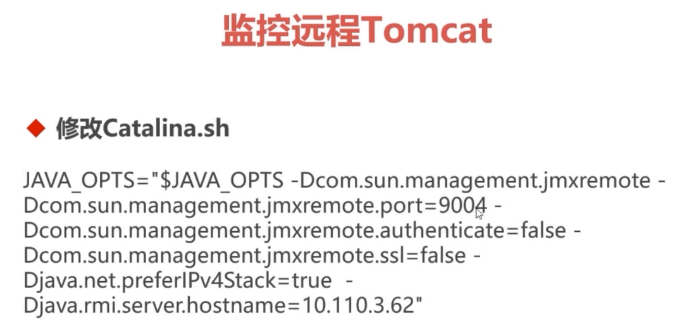 监控远程Tomcat
修改Catalina.sh
JAVA_OPTS="$JAVA_OPTS -Dcom.sun.management.jmxremote -
Dcom.sun.management.jmxremote.port=9004 -
Dcom.sun.management.jmxremote.authenticate=false -
Dcom.sun.management.jmxremote.ssl=false -
Djava.net.preferIPv4Stack=true  -
Djava.rmi.server.hostname=10.110.3.62"